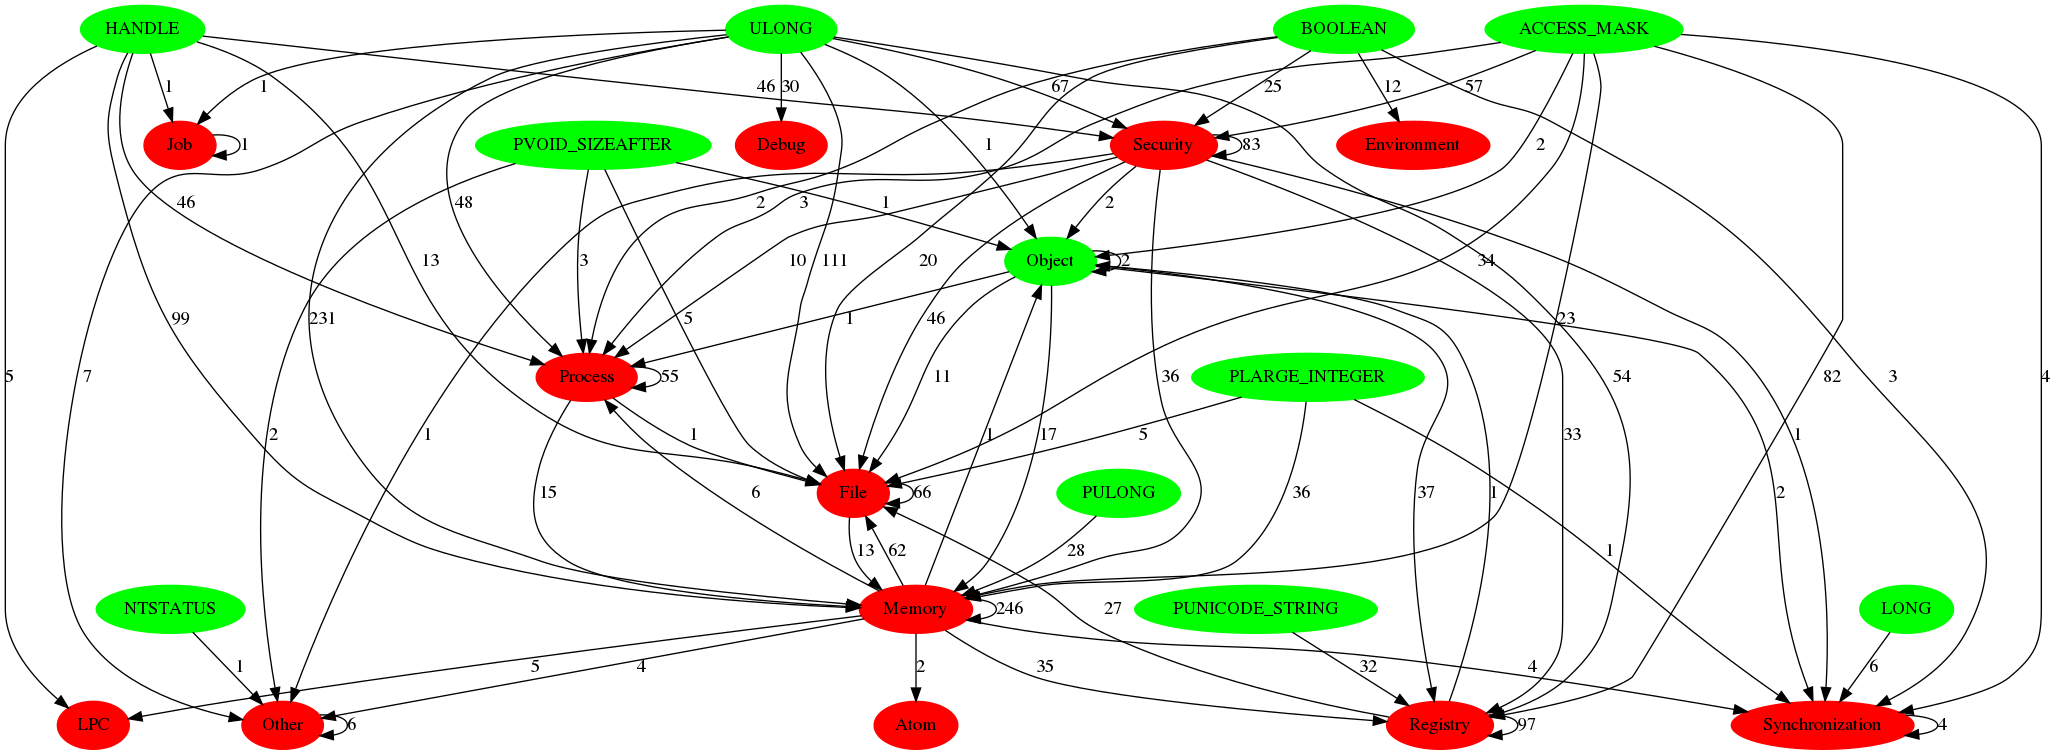 HANDLE ULONG BOOLEAN ACCESS_MASK
1 1 46 30 67 25 12 57
Job PVOID_SIZEAFTER Debug Security Environment
1 83
46 48 2 3 1 1 2 2
13 3 10 111 20 Object 2 34
99 231 5 1 46 23
5 7 Process 55 11 36 PLARGE_INTEGER 54 82 3 4
2 1 1 1 17 5 33 1
15 6 File 66 PULONG 36 37 1 2
13 62 28 1
NTSTATUS Memory 246 27 PUNICODE_STRING LONG
1 5 4 2 35 32 4 6
LPC Other 6 Atom Registry 97 Synchronization 4